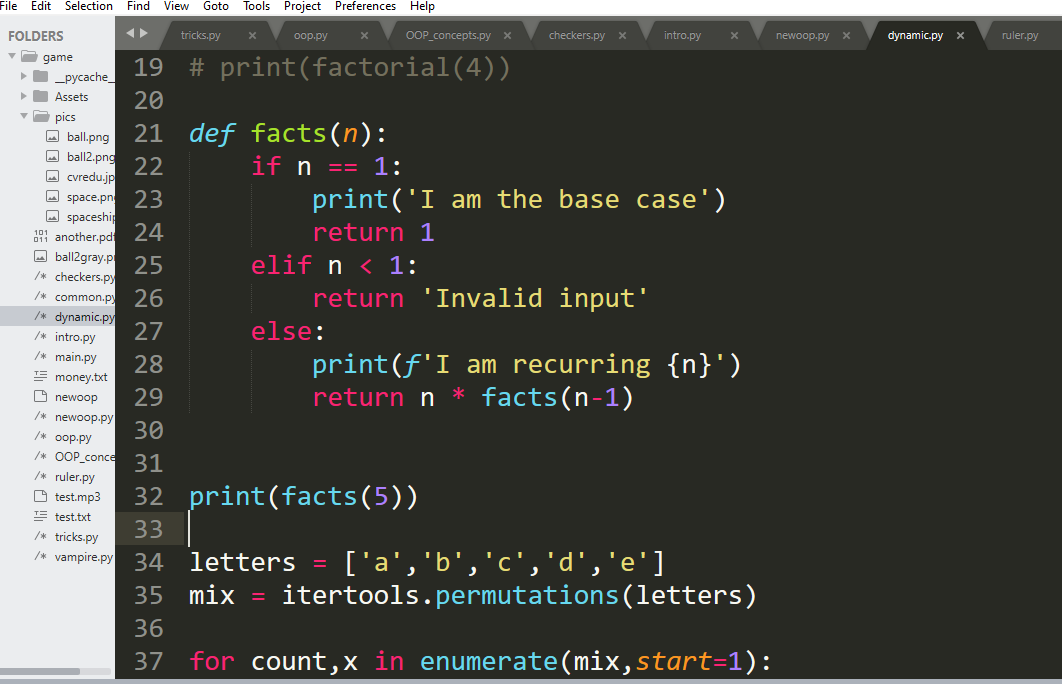 File Edit Selection Find View Goto Tools Project Preferences Help
FOLDERS
game
__pycache_
Assets
pics
ball.png
ball2.png
cvredu.jp
space.pn
spaceship
another.pdf
ball2gray.pr
checkers.py
common.py
dynamic.py
intro.py
main.py
money.txt
newoop
newoop.py
oop.py
OOP_conce
ruler.py
test.mp3
test.txt
tricks.py
vampire.py
tricks.py × oop.py × OOP_concepts.py × checkers.py × intro.py × newoop.py × dynamic.py × ruler.py
19 # print(factorial(4))
20
21 def facts(n):
22     if n == 1:
23         print('I am the base case')
24         return 1
25     elif n < 1:
26         return 'Invalid input'
27     else:
28         print(f'I am recurring {n}')
29         return n * facts(n-1)
30
31
32 print(facts(5))
33
34 letters = ['a','b','c','d','e']
35 mix = itertools.permutations(letters)
36
37 for count,x in enumerate(mix,start=1):